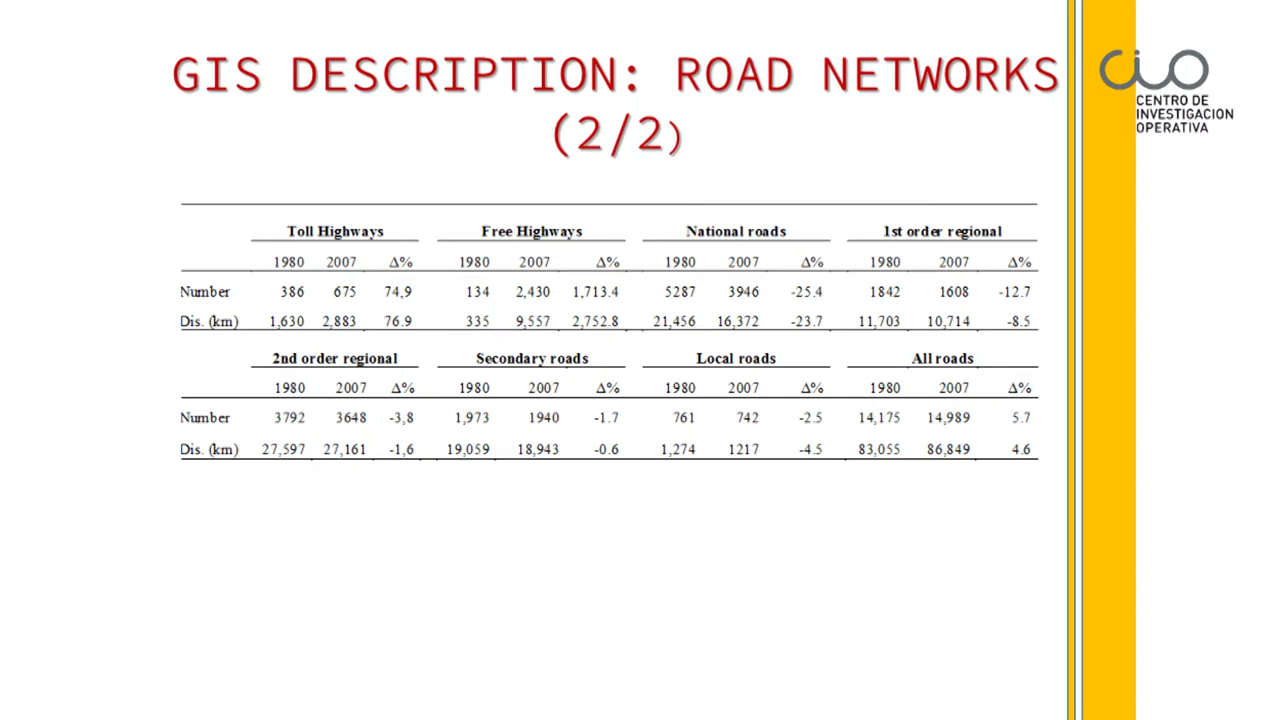 GIS DESCRIPTION: ROAD NETWORKS
(2/2)
CIO
CENTRO DE
INVESTIGACION
OPERATIVA
Toll Highways Free Highways National roads 1st order regional
1980 2007 Δ% 1980 2007 Δ% 1980 2007 Δ% 1980 2007 Δ%
Number 386 675 74,9 134 2,430 1,713.4 5287 3946 -25.4 1842 1608 -12.7
Dis. (km) 1,630 2,883 76.9 335 9,557 2,752.8 21,456 16,372 -23.7 11,703 10,714 -8.5
2nd order regional Secondary roads Local roads All roads
1980 2007 Δ% 1980 2007 Δ% 1980 2007 Δ% 1980 2007 Δ%
Number 3792 3648 -3,8 1,973 1940 -1.7 761 742 -2.5 14,175 14,989 5.7
Dis. (km) 27,597 27,161 -1,6 19,059 18,943 -0.6 1,274 1217 -4.5 83,055 86,849 4.6